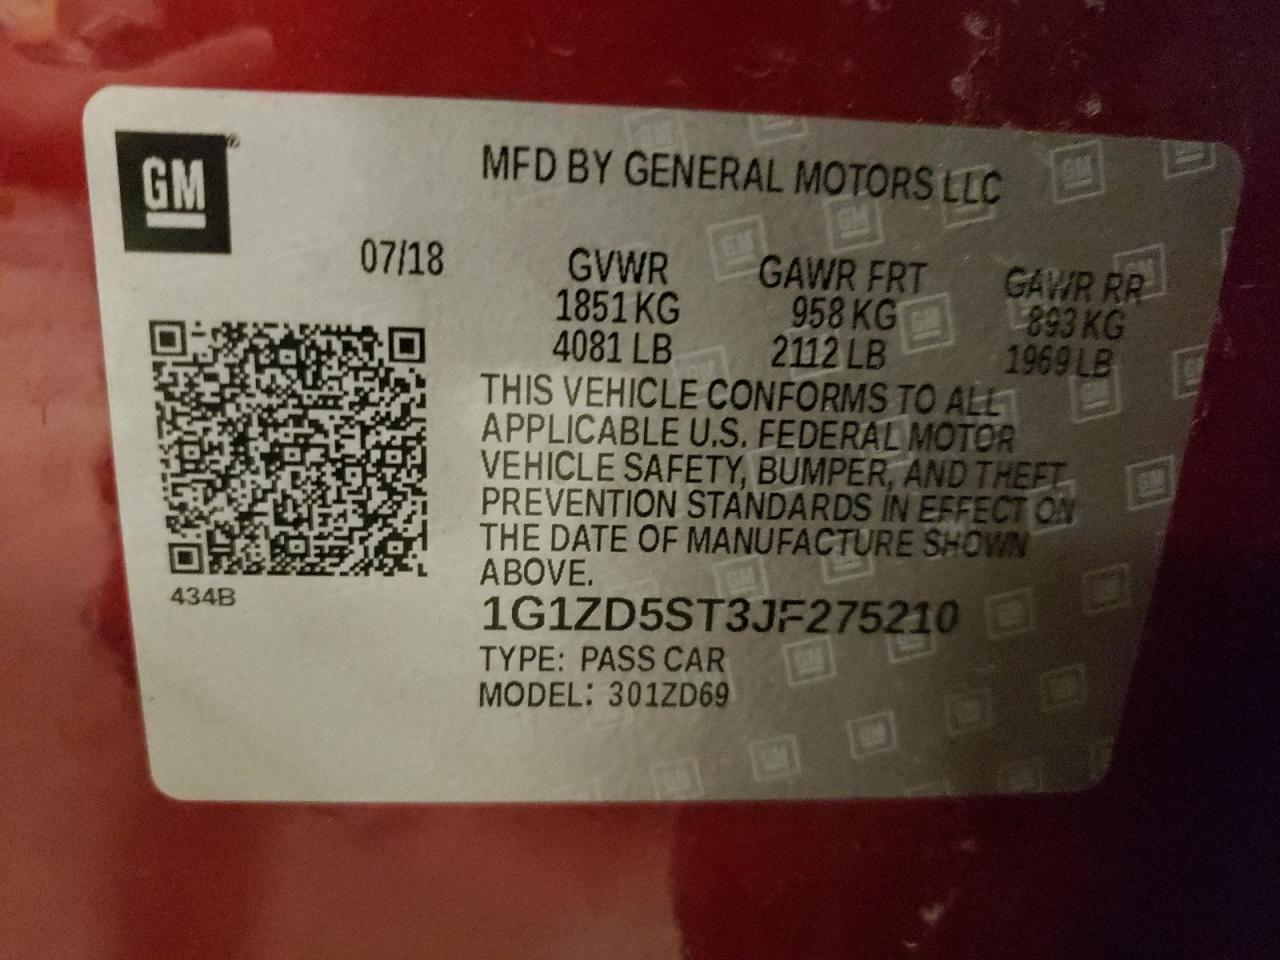 GM®
MFD BY GENERAL MOTORS LLC
07/18
GVWR GAWR FRT GAWR RR
1851 KG 958 KG 893 KG
4081 LB 2112 LB 1969 LB
THIS VEHICLE CONFORMS TO ALL
APPLICABLE U.S. FEDERAL MOTOR
VEHICLE SAFETY, BUMPER, AND THEFT
PREVENTION STANDARDS IN EFFECT ON
THE DATE OF MANUFACTURE SHOWN
ABOVE.
434B
1G1ZD5ST3JF275210
TYPE: PASS CAR
MODEL: 301ZD69